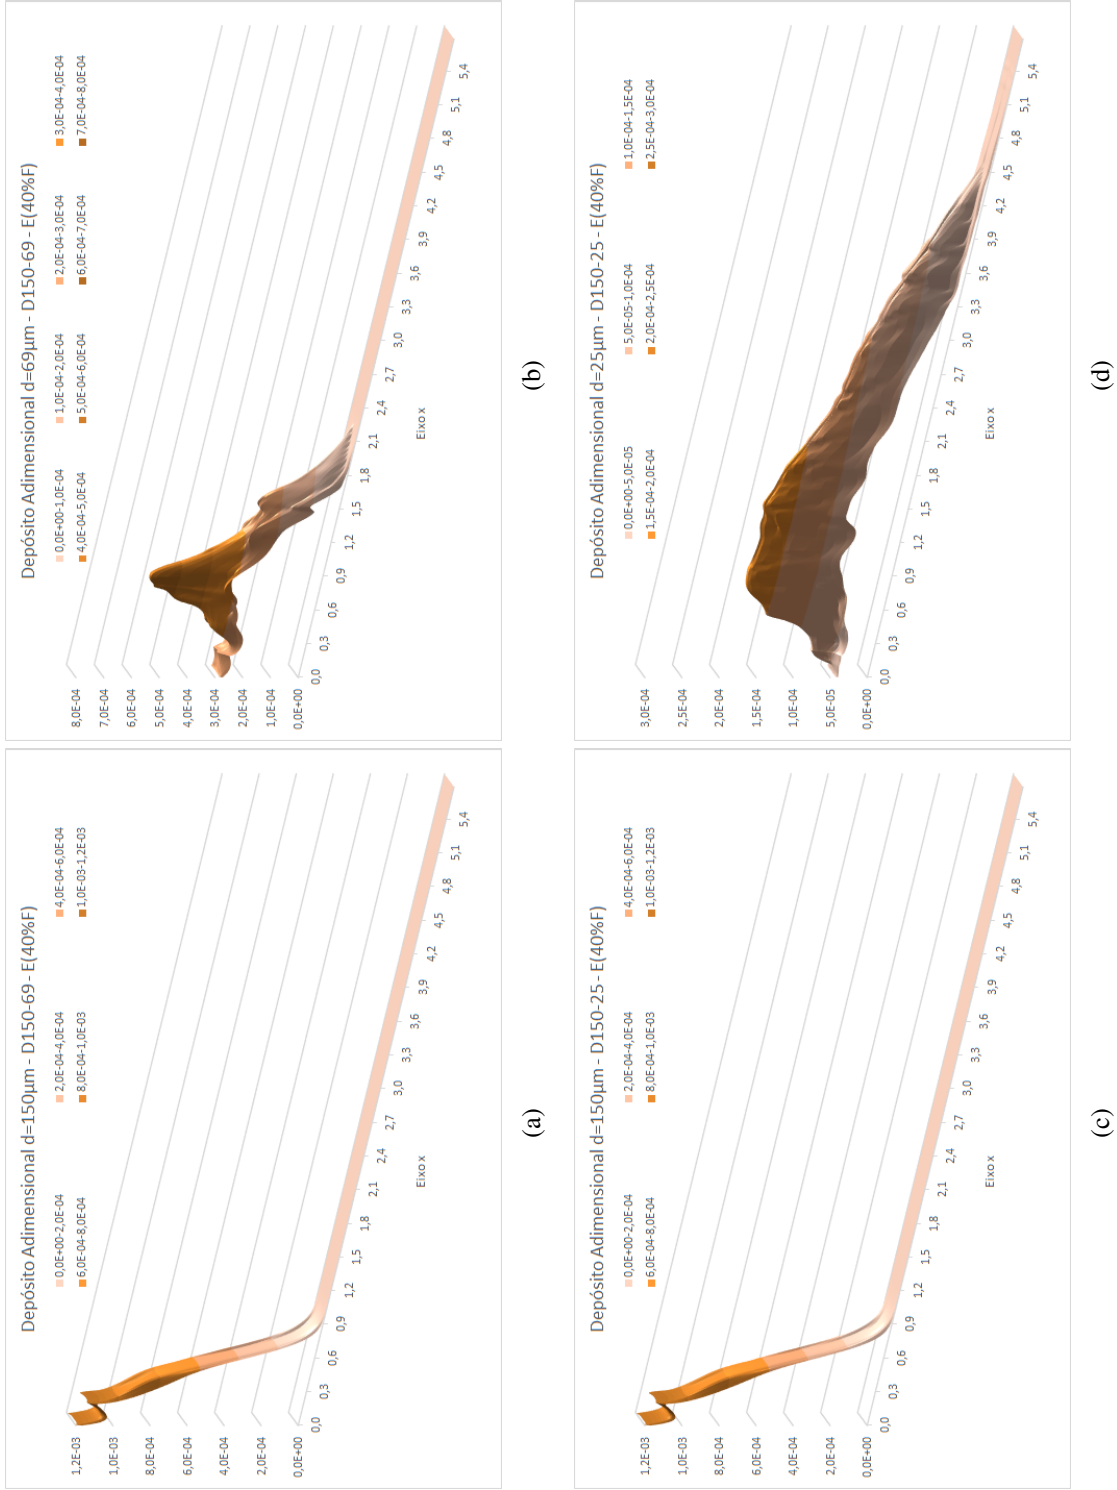 Depósito Adimensional d=150µm - D150-69 - E(40%F)
0,0E+00-2,0E-04 2,0E-04-4,0E-04 4,0E-04-6,0E-04
6,0E-04-8,0E-04 8,0E-04-1,0E-03 1,0E-03-1,2E-03
1,2E-03
1,0E-03
8,0E-04
6,0E-04
4,0E-04
2,0E-04
0,0E+00
0,0 0,3 0,6 0,9 1,2 1,5 1,8 2,1 2,4 2,7 3,0 3,3 3,6 3,9 4,2 4,5 4,8 5,1 5,4
Eixo x
(a)
Depósito Adimensional d=69µm - D150-69 - E(40%F)
0,0E+00-1,0E-04 1,0E-04-2,0E-04 2,0E-04-3,0E-04 3,0E-04-4,0E-04
4,0E-04-5,0E-04 5,0E-04-6,0E-04 6,0E-04-7,0E-04 7,0E-04-8,0E-04
8,0E-04
7,0E-04
6,0E-04
5,0E-04
4,0E-04
3,0E-04
2,0E-04
1,0E-04
0,0E+00
0,0 0,3 0,6 0,9 1,2 1,5 1,8 2,1 2,4 2,7 3,0 3,3 3,6 3,9 4,2 4,5 4,8 5,1 5,4
Eixo x
(b)
Depósito Adimensional d=150µm - D150-25 - E(40%F)
0,0E+00-2,0E-04 2,0E-04-4,0E-04 4,0E-04-6,0E-04
6,0E-04-8,0E-04 8,0E-04-1,0E-03 1,0E-03-1,2E-03
1,2E-03
1,0E-03
8,0E-04
6,0E-04
4,0E-04
2,0E-04
0,0E+00
0,0 0,3 0,6 0,9 1,2 1,5 1,8 2,1 2,4 2,7 3,0 3,3 3,6 3,9 4,2 4,5 4,8 5,1 5,4
Eixo x
(c)
Depósito Adimensional d=25µm - D150-25 - E(40%F)
0,0E+00-5,0E-05 5,0E-05-1,0E-04 1,0E-04-1,5E-04
1,5E-04-2,0E-04 2,0E-04-2,5E-04 2,5E-04-3,0E-04
3,0E-04
2,5E-04
2,0E-04
1,5E-04
1,0E-04
5,0E-05
0,0E+00
0,0 0,3 0,6 0,9 1,2 1,5 1,8 2,1 2,4 2,7 3,0 3,3 3,6 3,9 4,2 4,5 4,8 5,1 5,4
Eixo x
(d)